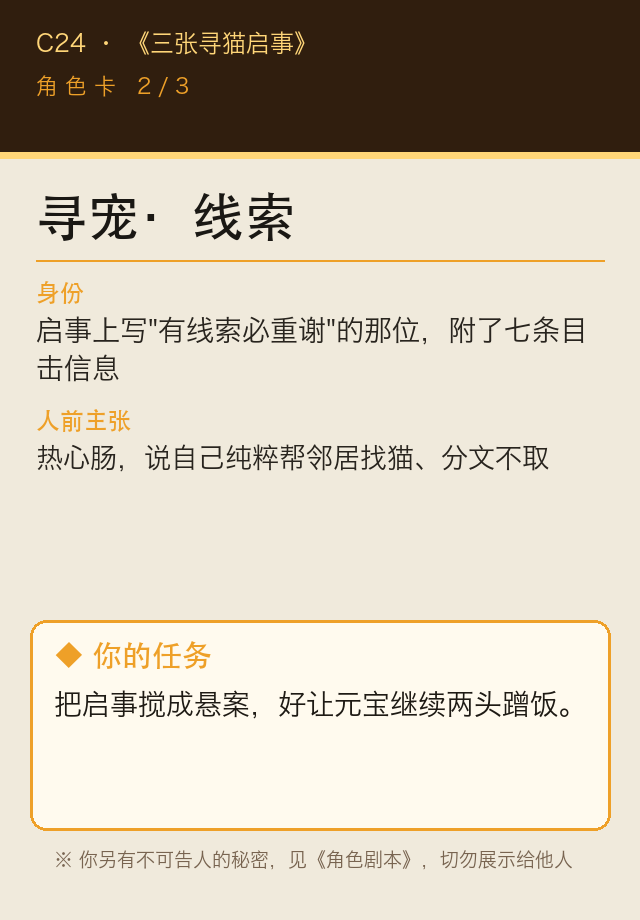 C24 · 《三张寻猫启事》
角色卡 2/3
寻宠· 线索
身份
启事上写"有线索必重谢"的那位，附了七条目
击信息
人前主张
热心肠，说自己纯粹帮邻居找猫、分文不取
◆ 你的任务
把启事搅成悬案，好让元宝继续两头蹭饭。
※ 你另有不可告人的秘密，见《角色剧本》，切勿展示给他人